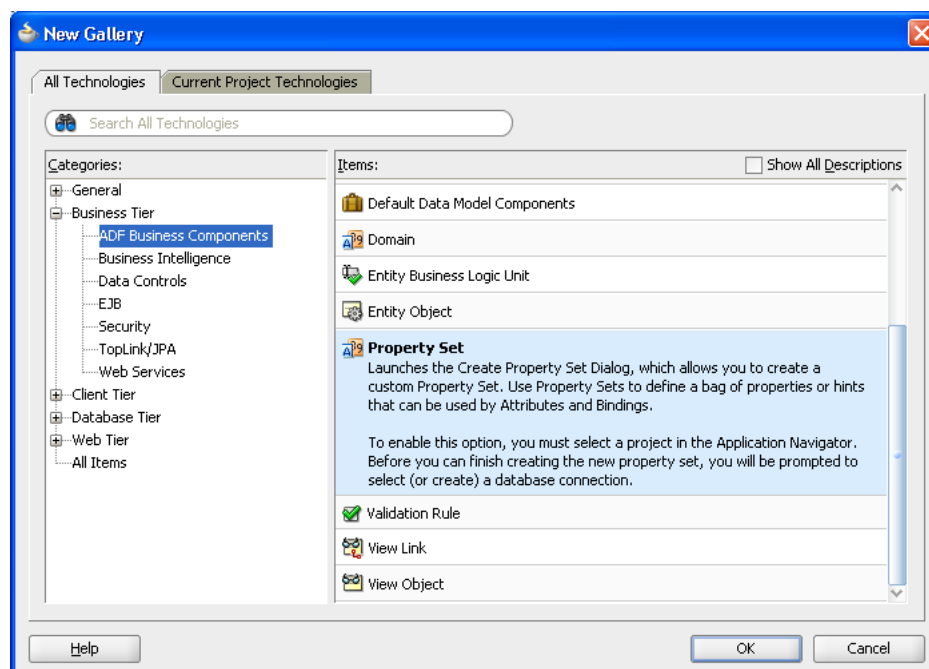 New Gallery
All Technologies
Current Project Technologies
Search All Technologies
Categories:
General
Business Tier
ADF Business Components
Business Intelligence
Data Controls
EJB
Security
TopLink/JPA
Web Services
Client Tier
Database Tier
Web Tier
All Items
Items:
Show All Descriptions
Default Data Model Components
Domain
Entity Business Logic Unit
Entity Object
Property Set
Launches the Create Property Set Dialog, which allows you to create a
custom Property Set. Use Property Sets to define a bag of properties or hints
that can be used by Attributes and Bindings.
To enable this option, you must select a project in the Application Navigator.
Before you can finish creating the new property set, you will be prompted to
select (or create) a database connection.
Validation Rule
View Link
View Object
Help
OK
Cancel